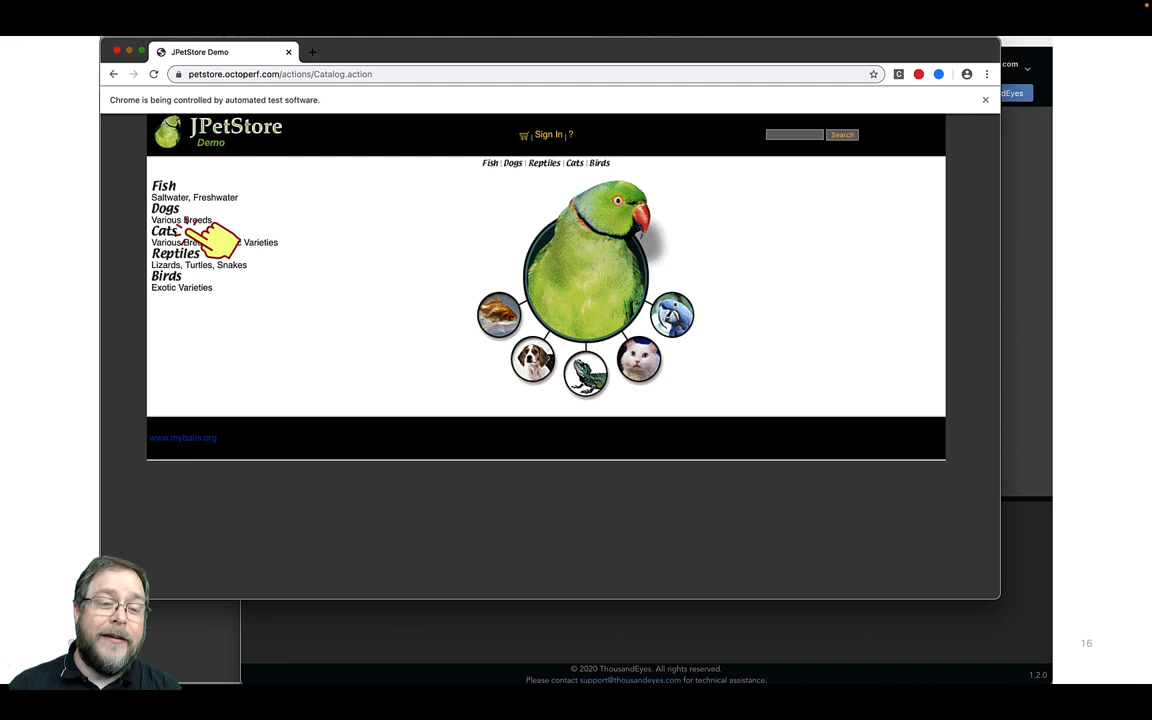 JPetStore Demo
petstore.octoperf.com/actions/Catalog.action
com
Chrome is being controlled by automated test software.
dEyes
JPetStore
Demo
Sign In | ?
Search
Fish | Dogs | Reptiles | Cats | Birds
Fish
Saltwater, Freshwater
Dogs
Various Breeds
Cats
Various Varieties
Reptiles
Lizards, Turtles, Snakes
Birds
Exotic Varieties
www.mybatis.org
16
© 2020 ThousandEyes. All rights reserved.
Please contact support@thousandeyes.com for technical assistance.
1.2.0